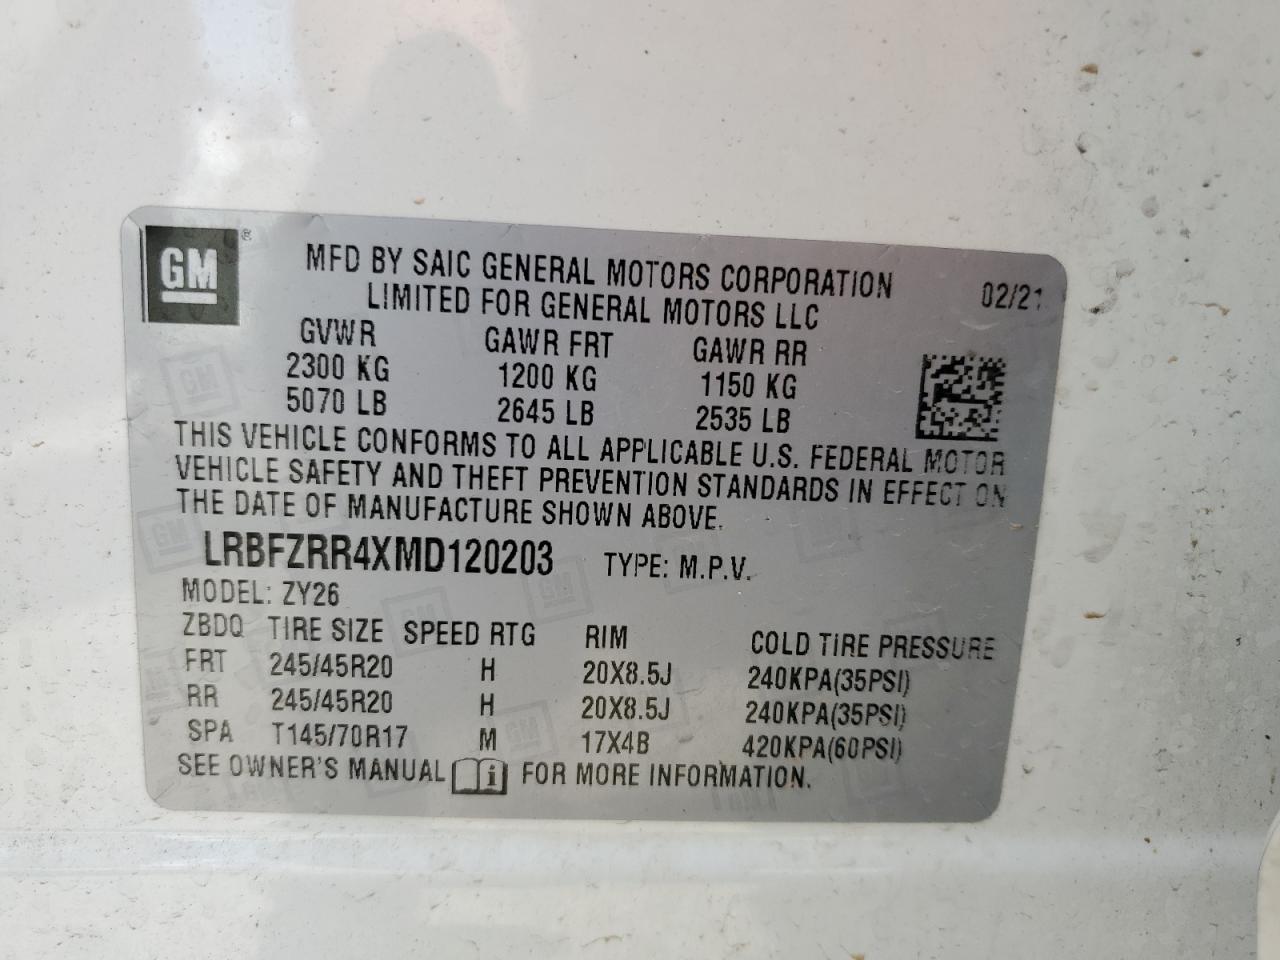 GM ®
MFD BY SAIC GENERAL MOTORS CORPORATION 02/21
LIMITED FOR GENERAL MOTORS LLC
GVWR GAWR FRT GAWR RR
2300 KG 1200 KG 1150 KG
5070 LB 2645 LB 2535 LB
THIS VEHICLE CONFORMS TO ALL APPLICABLE U.S. FEDERAL MOTOR
VEHICLE SAFETY AND THEFT PREVENTION STANDARDS IN EFFECT ON
THE DATE OF MANUFACTURE SHOWN ABOVE.
LRBFZRR4XMD120203 TYPE: M.P.V.
MODEL: ZY26
ZBDQ TIRE SIZE SPEED RTG RIM COLD TIRE PRESSURE
FRT 245/45R20 H 20X8.5J 240KPA(35PSI)
RR 245/45R20 H 20X8.5J 240KPA(35PSI)
SPA T145/70R17 M 17X4B 420KPA(60PSI)
SEE OWNER'S MANUAL i FOR MORE INFORMATION.